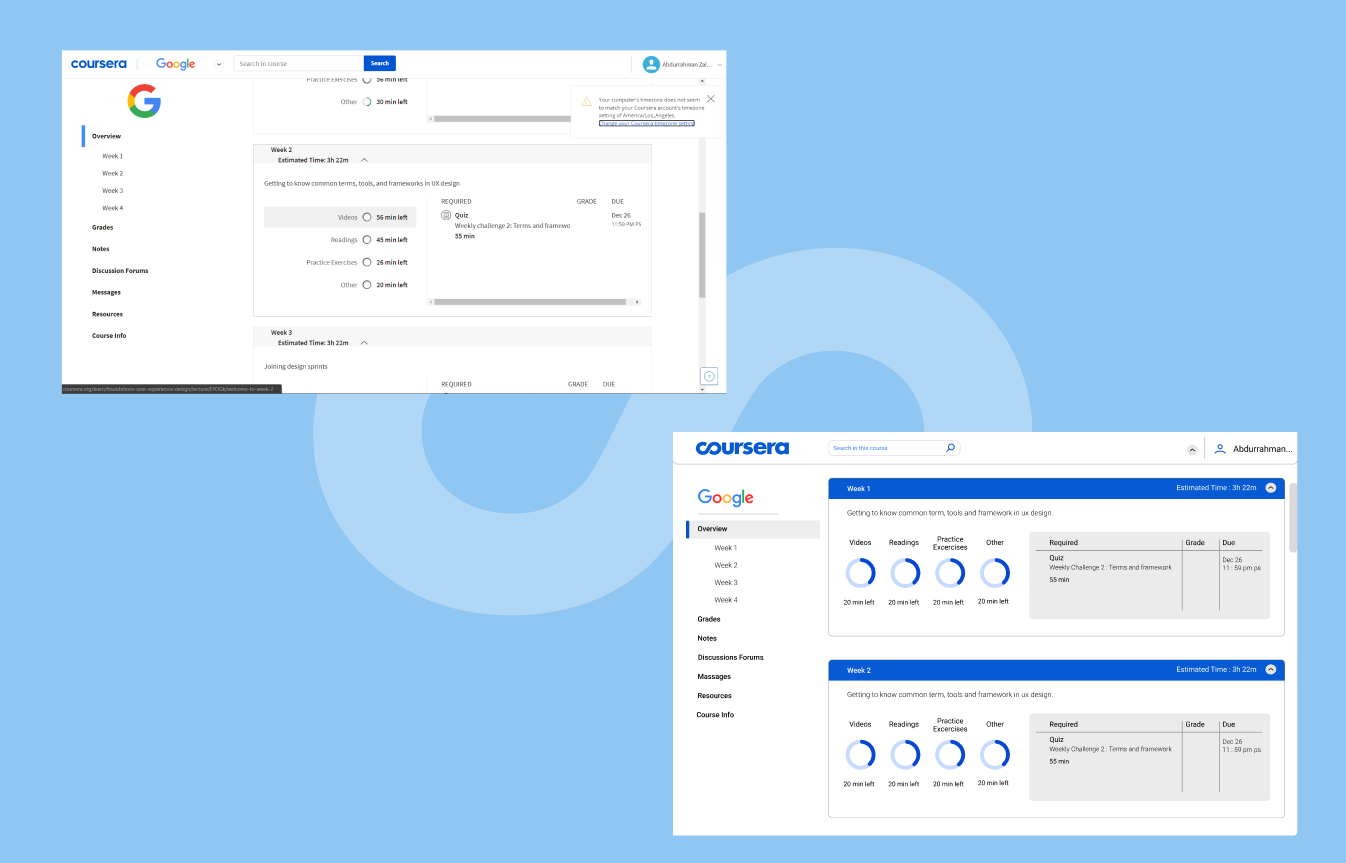 coursera
Google
Search in course
Search
Abdurrahman Zai...
Practice Exercises 56 min left
Other 30 min left
Your computer's timezone does not seem
to match your Coursera account's timezone
setting of America/Los_Angeles.
Change your Coursera timezone setting
Overview
Week 1
Week 2
Week 3
Week 4
Grades
Notes
Discussion Forums
Messages
Resources
Course Info
Week 2
Estimated Time: 3h 22m
Getting to know common terms, tools, and frameworks in UX design
Videos 56 min left
Readings 45 min left
Practice Exercises 26 min left
Other 20 min left
REQUIRED GRADE DUE
Quiz Dec 26
Weekly challenge 2: Terms and framewo 11:59 PM PS
55 min
Week 3
Estimated Time: 3h 22m
Joining design sprints
REQUIRED GRADE DUE
?
coursera.org/learn/foundations-user-experience-design/lecture/EYOGk/welcome-to-week-2
coursera
Search in this course
Abdurrahman...
Google
Overview
Week 1
Week 2
Week 3
Week 4
Grades
Notes
Discussions Forums
Massages
Resources
Course Info
Week 1 Estimated Time : 3h 22m
Getting to know common term, tools and framework in ux design.
Videos Readings Practice Excercises Other
20 min left 20 min left 20 min left 20 min left
Required Grade Due
Quiz Dec 26
Weekly Challenge 2 : Terms and framework 11 : 59 pm ps
55 min
Week 2 Estimated Time : 3h 22m
Getting to know common term, tools and framework in ux design.
Videos Readings Practice Excercises Other
20 min left 20 min left 20 min left 20 min left
Required Grade Due
Quiz Dec 26
Weekly Challenge 2 : Terms and framework 11 : 59 pm ps
55 min